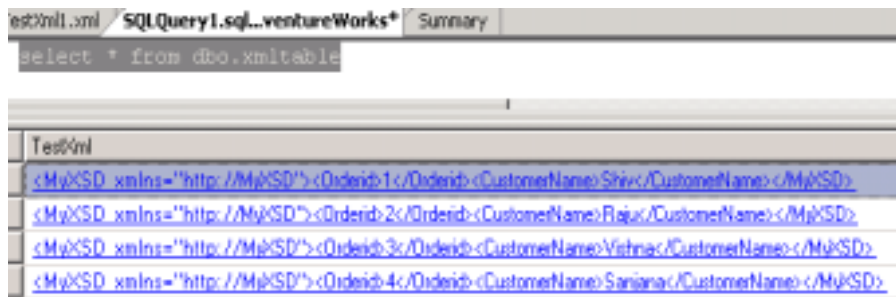 estXml1.xml SQLQuery1.sql...ventureWorks* Summary
select * from dbo.xmltable
TestXml
<MyXSD xmlns="http://MyXSD"><Orderid>1</Orderid><CustomerName>Shiv</CustomerName></MyXSD>
<MyXSD xmlns="http://MyXSD"><Orderid>2</Orderid><CustomerName>Raju</CustomerName></MyXSD>
<MyXSD xmlns="http://MyXSD"><Orderid>3</Orderid><CustomerName>Vishna</CustomerName></MyXSD>
<MyXSD xmlns="http://MyXSD"><Orderid>4</Orderid><CustomerName>Sanjana</CustomerName></MyXSD>